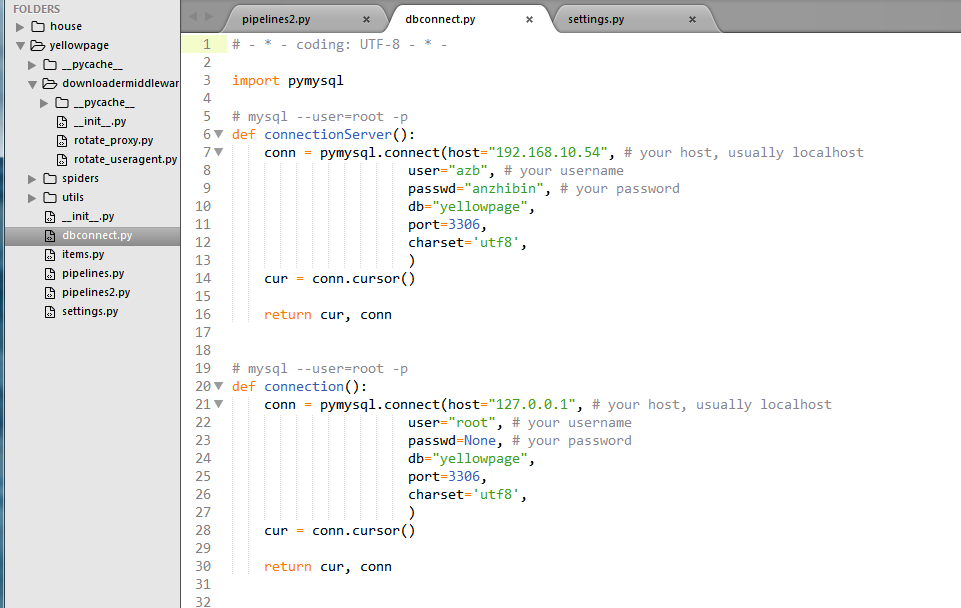 FOLDERS
house
yellowpage
__pycache__
downloadermiddlewar
__pycache__
__init__.py
rotate_proxy.py
rotate_useragent.py
spiders
utils
__init__.py
dbconnect.py
items.py
pipelines.py
pipelines2.py
settings.py
pipelines2.py × dbconnect.py × settings.py ×
1 # - * - coding: UTF-8 - * -
2
3 import pymysql
4
5 # mysql --user=root -p
6 def connectionServer():
7     conn = pymysql.connect(host="192.168.10.54", # your host, usually localhost
8                       user="azb", # your username
9                       passwd="anzhibin", # your password
10                       db="yellowpage",
11                       port=3306,
12                       charset='utf8',
13                       )
14     cur = conn.cursor()
15
16     return cur, conn
17
18
19 # mysql --user=root -p
20 def connection():
21     conn = pymysql.connect(host="127.0.0.1", # your host, usually localhost
22                       user="root", # your username
23                       passwd=None, # your password
24                       db="yellowpage",
25                       port=3306,
26                       charset='utf8',
27                       )
28     cur = conn.cursor()
29
30     return cur, conn
31
32